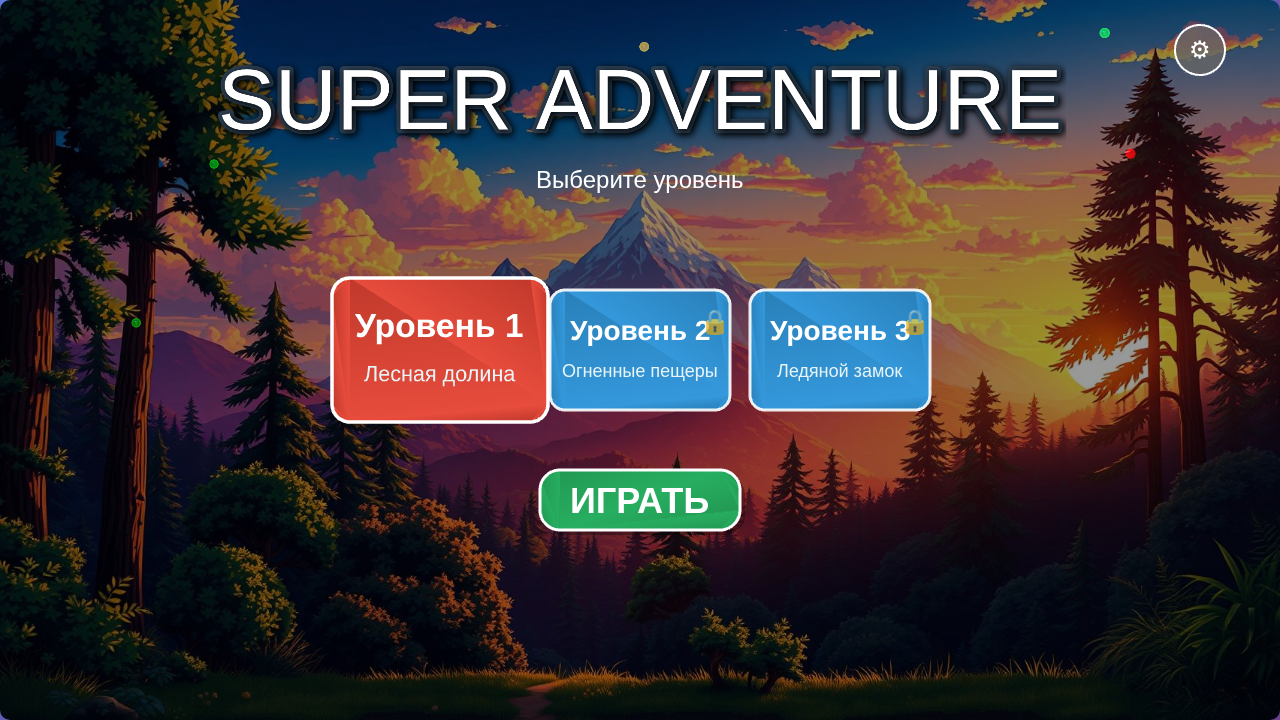 SUPER ADVENTURE
Выберите уровень
Уровень 1
Лесная долина
Уровень 2
Огненные пещеры
Уровень 3
Ледяной замок
ИГРАТЬ